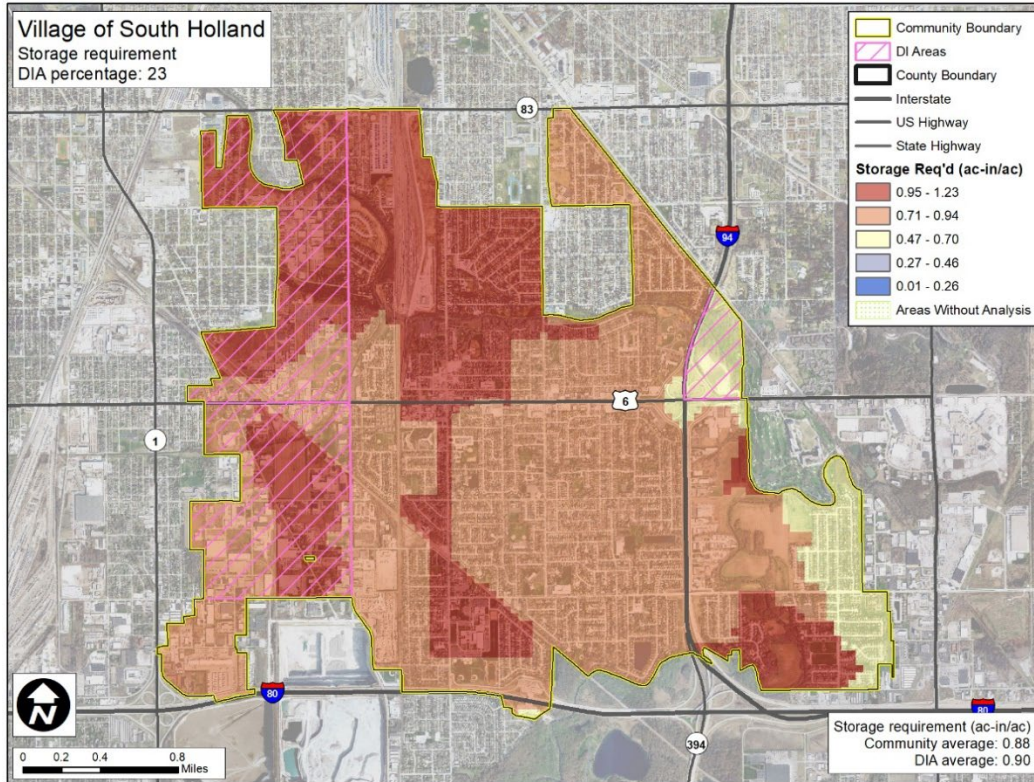 Village of South Holland
Storage requirement
DIA percentage: 23
Community Boundary
DI Areas
County Boundary
Interstate
US Highway
State Highway
Storage Req'd (ac-in/ac)
0.95 - 1.23
0.71 - 0.94
0.47 - 0.70
0.27 - 0.46
0.01 - 0.26
Areas Without Analysis
83
94
6
1
80
80
394
N
0 0.2 0.4 0.8
Miles
Storage requirement (ac-in/ac)
Community average: 0.88
DIA average: 0.90